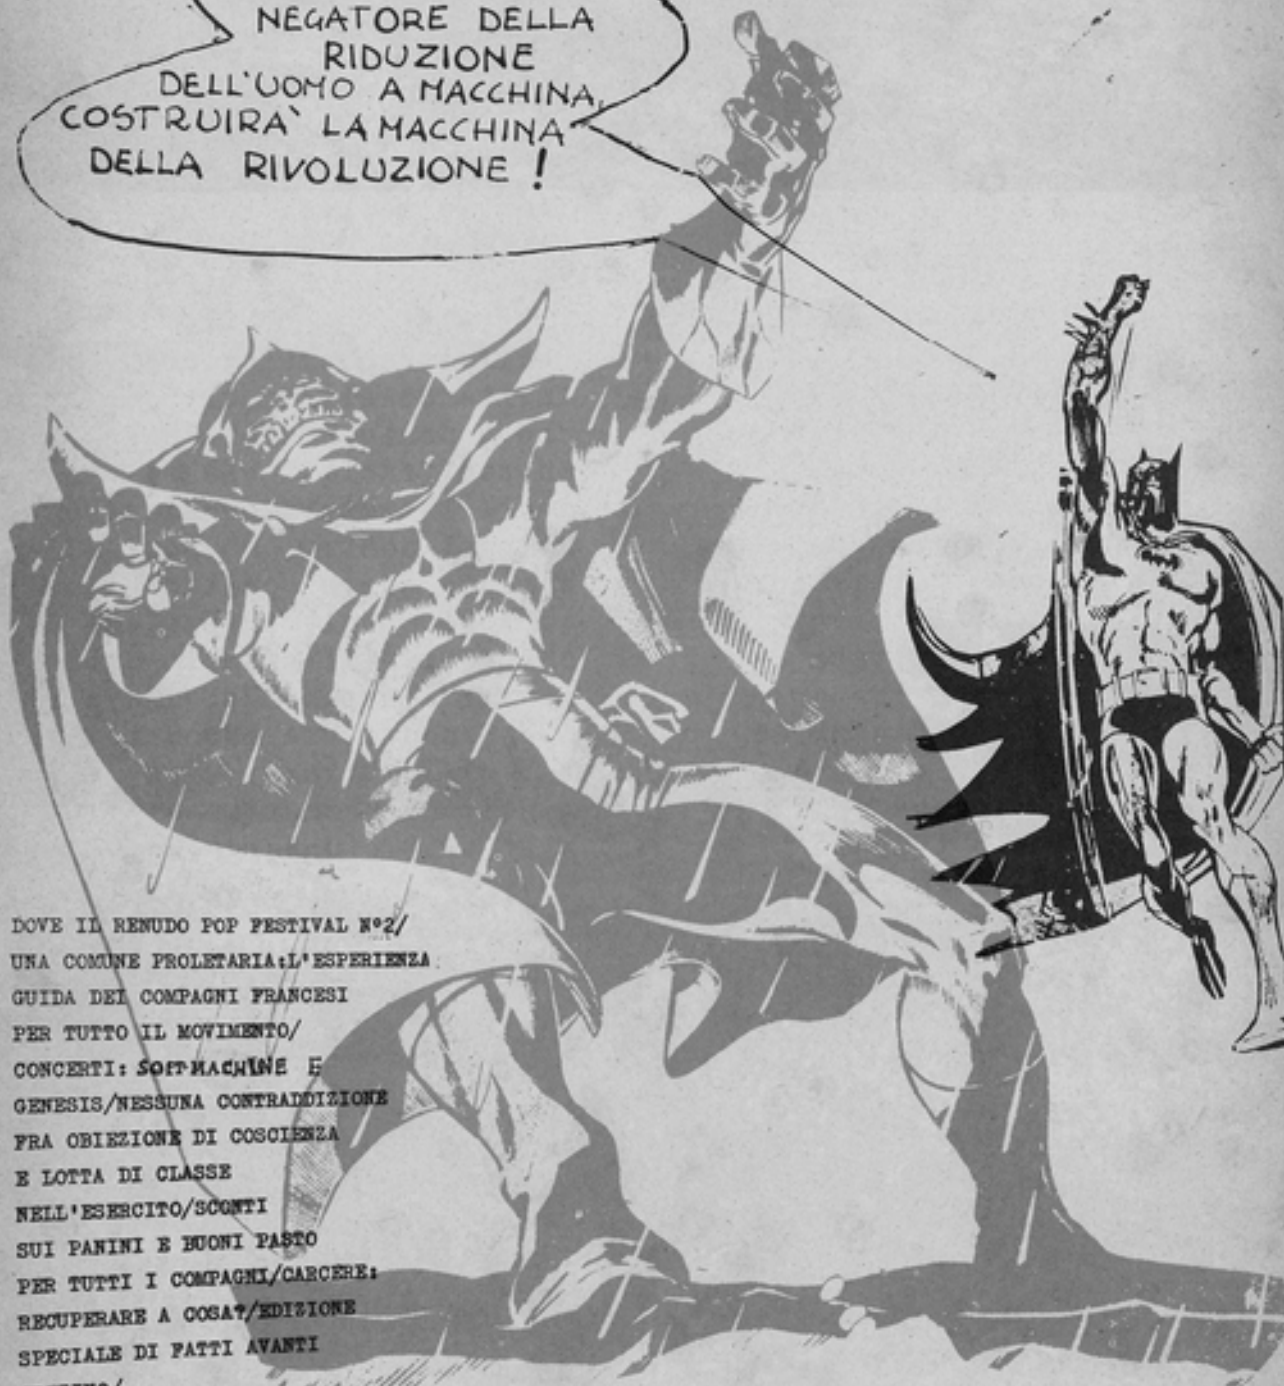 NEGATORE DELLA
RIDUZIONE
DELL'UOMO A MACCHINA,
COSTRUIRA' LA MACCHINA
DELLA RIVOLUZIONE !
DOVE IL RENUDO POP FESTIVAL Nº2/
UNA COMUNE PROLETARIA:L'ESPERIENZA
GUIDA DEI COMPAGNI FRANCESI
PER TUTTO IL MOVIMENTO/
CONCERTI: SOFT MACHINE E
GENESIS/NESSUNA CONTRADDIZIONE
FRA OBIEZIONE DI COSCIENZA
E LOTTA DI CLASSE
NELL'ESERCITO/SCONTI
SUI PANINI E BUONI PASTO
PER TUTTI I COMPAGNI/CARCERE:
RECUPERARE A COSA?/EDIZIONE
SPECIALE DI FATTI AVANTI